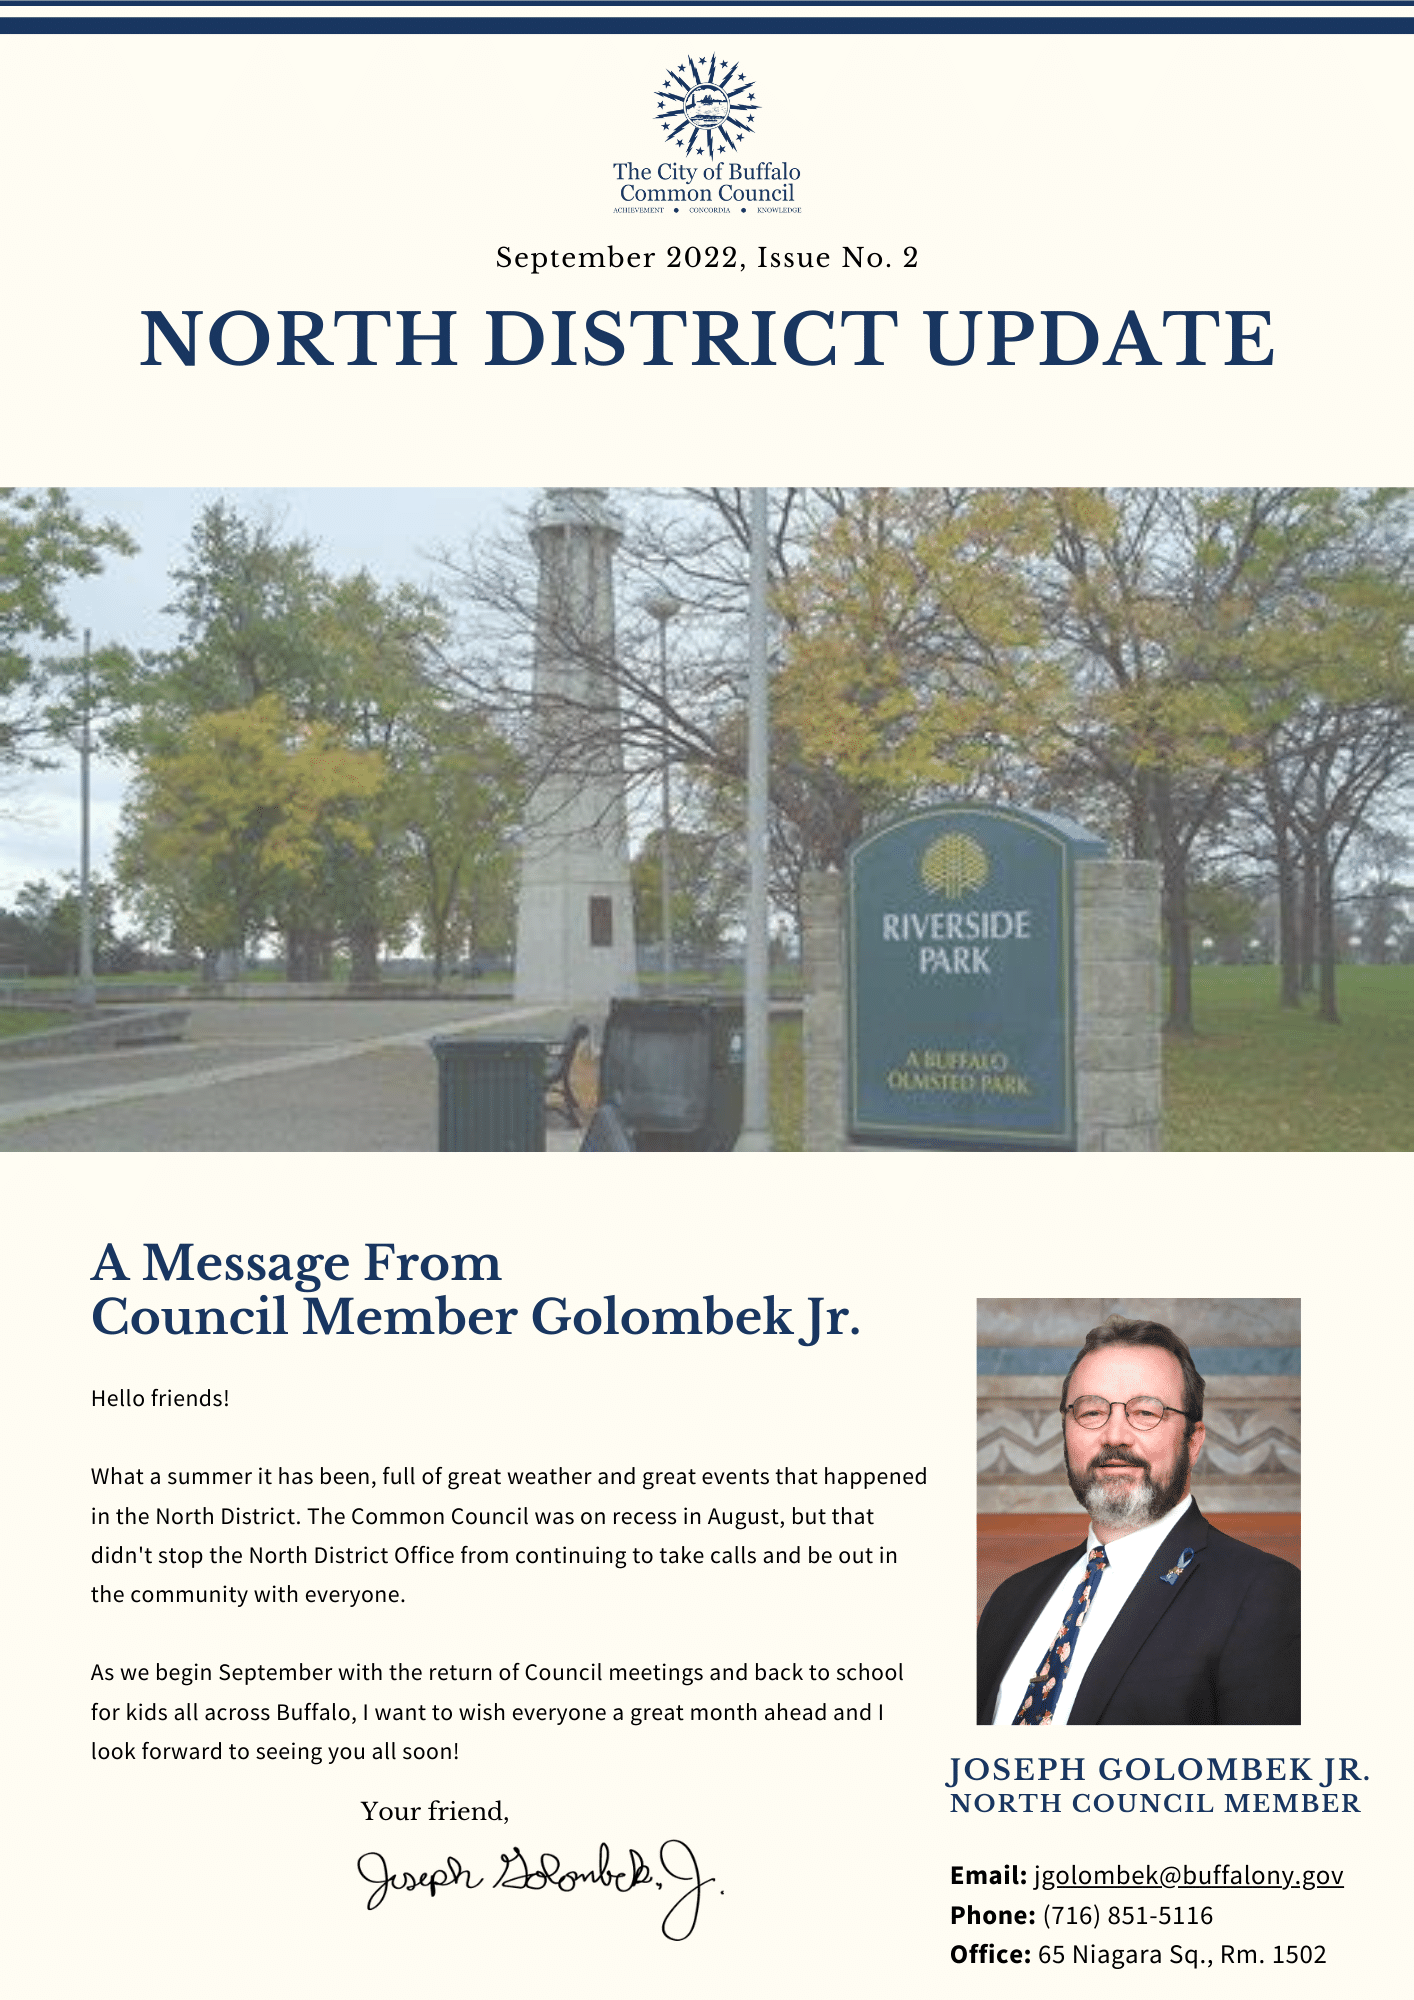 The City of Buffalo
Common Council
ACHIEVEMENT • CONCORDIA • KNOWLEDGE
September 2022, Issue No. 2
NORTH DISTRICT UPDATE
RIVERSIDE
PARK
A BUFFALO
OLMSTED PARK
A Message From
Council Member Golombek Jr.
Hello friends!
What a summer it has been, full of great weather and great events that happened
in the North District. The Common Council was on recess in August, but that
didn't stop the North District Office from continuing to take calls and be out in
the community with everyone.
As we begin September with the return of Council meetings and back to school
for kids all across Buffalo, I want to wish everyone a great month ahead and I
look forward to seeing you all soon!
Your friend,
Joseph Golombek, Jr.
JOSEPH GOLOMBEK JR.
NORTH COUNCIL MEMBER
Email: jgolombek@buffalony.gov
Phone: (716) 851-5116
Office: 65 Niagara Sq., Rm. 1502